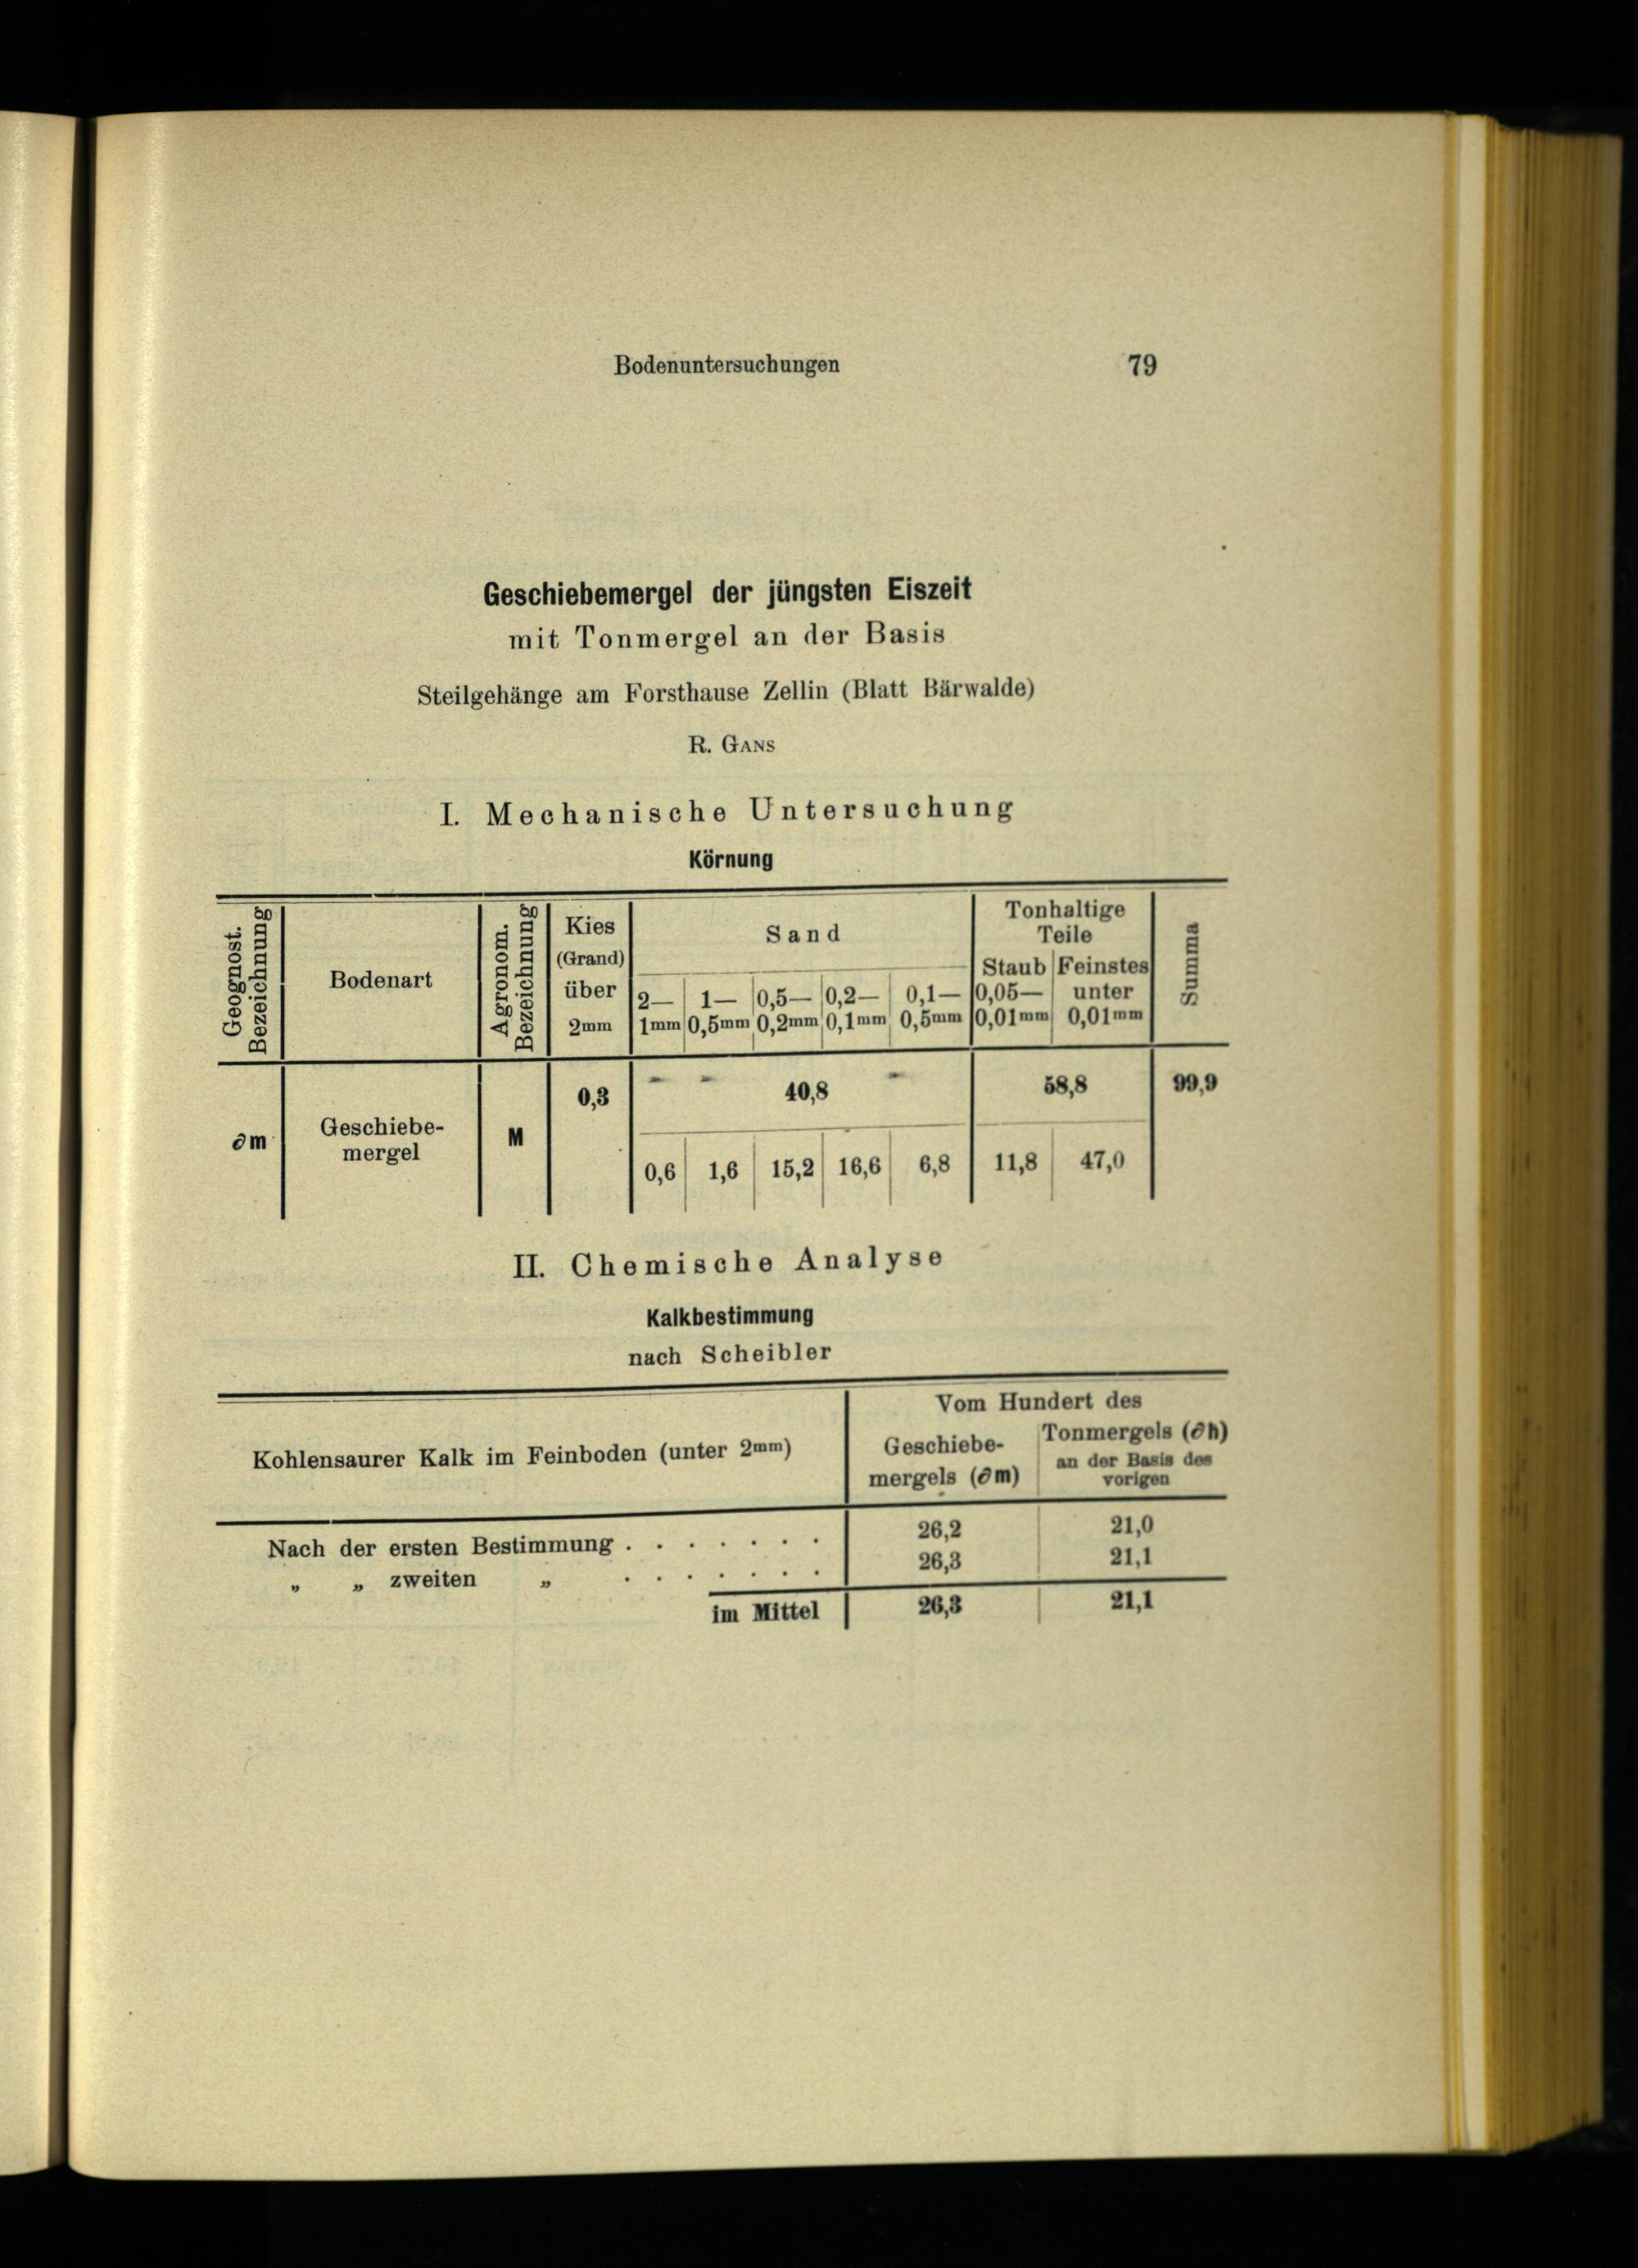 Bodenuntersuchungen 79
Geschiebemergel der jüngsten Eiszeit
mit Tonmergel an der Basis
Steilgehänge am Forsthause Zellin (Blatt Bärwalde)
R. GANS
I. Mechanische Untersuchung
Körnung
Geognost. Bezeichnung
Bodenart
Agronom. Bezeichnung
Kies (Grand) über 2mm
Sand
2— 1mm
1— 0,5mm
0,5— 0,2mm
0,2— 0,1mm
0,1— 0,5mm
Tonhaltige Teile
Staub 0,05— 0,01mm
Feinstes unter 0,01mm
Summa
∂m
Geschiebe-
mergel
M
0,3
40,8
58,8
99,9
0,6 1,6 15,2 16,6 6,8 11,8 47,0
II. Chemische Analyse
Kalkbestimmung
nach Scheibler
Kohlensaurer Kalk im Feinboden (unter 2mm)
Vom Hundert des
Geschiebe-
mergels (∂m)
Tonmergels (∂h)
an der Basis des
vorigen
Nach der ersten Bestimmung . . . . . . . 26,2 21,0
„ „ zweiten „ . . . . . . . 26,3 21,1
im Mittel 26,3 21,1